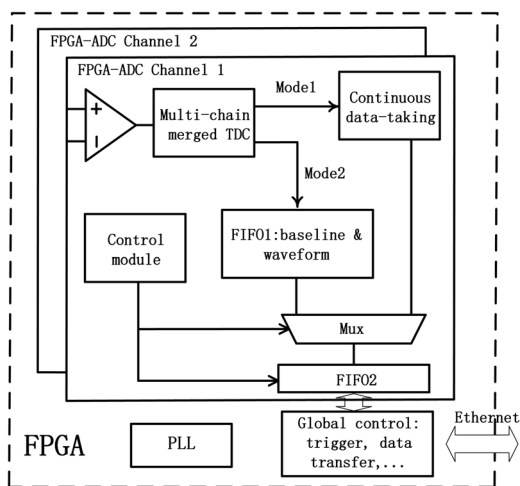 FPGA-ADC Channel 2
FPGA-ADC Channel 1
+
−
Multi-chain
merged TDC
Mode1
Continuous
data-taking
Mode2
FIFO1:baseline &
waveform
Control
module
Mux
FIFO2
Ethernet
FPGA
PLL
Global control:
trigger, data
transfer,...